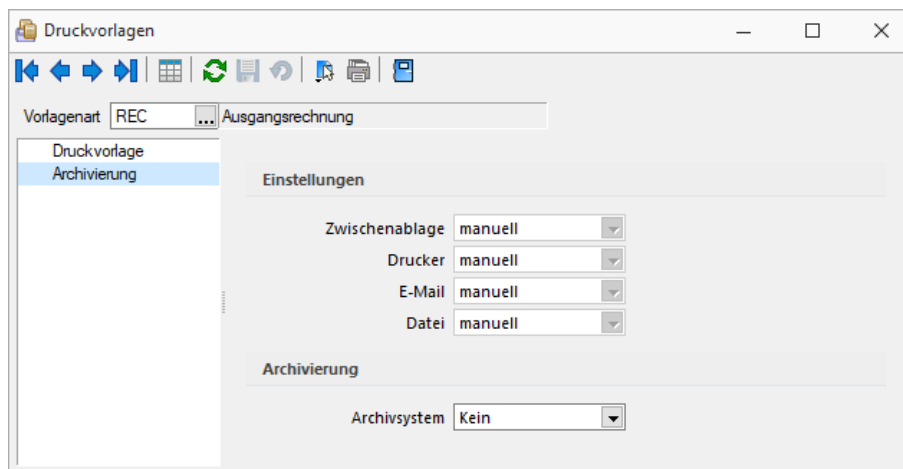 Druckvorlagen
Vorlagenart REC ... Ausgangsrechnung
Druckvorlage
Archivierung
Einstellungen
Zwischenablage manuell
Drucker manuell
E-Mail manuell
Datei manuell
Archivierung
Archivsystem Kein